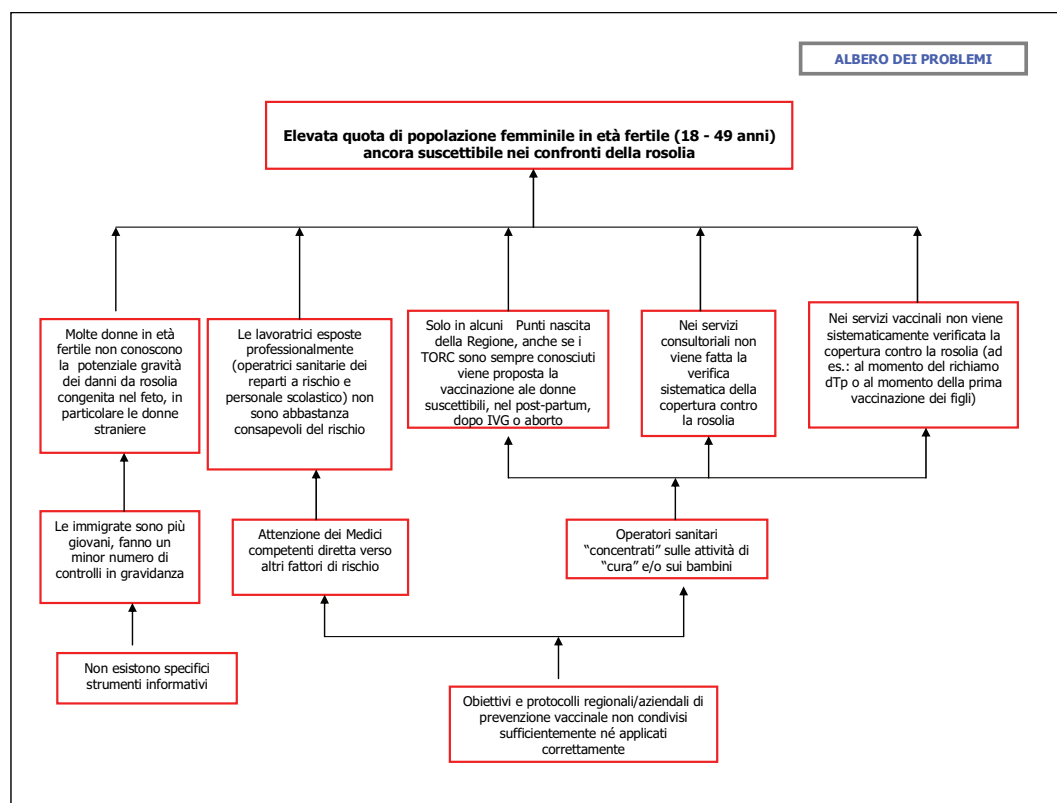 ALBERO DEI PROBLEMI
Elevata quota di popolazione femminile in età fertile (18 - 49 anni)
ancora suscettibile nei confronti della rosolia
Molte donne in età
fertile non conoscono
la potenziale gravità
dei danni da rosolia
congenita nel feto, in
particolare le donne
straniere
Le lavoratrici esposte
professionalmente
(operatrici sanitarie dei
reparti a rischio e
personale scolastico) non
sono abbastanza
consapevoli del rischio
Solo in alcuni Punti nascita
della Regione, anche se i
TORC sono sempre conosciuti
viene proposta la
vaccinazione ale donne
suscettibili, nel post-partum,
dopo IVG o aborto
Nei servizi
consultoriali non
viene fatta la
verifica
sistematica della
copertura contro
la rosolia
Nei servizi vaccinali non viene
sistematicamente verificata la
copertura contro la rosolia (ad
es.: al momento del richiamo
dTp o al momento della prima
vaccinazione dei figli)
Le immigrate sono più
giovani, fanno un
minor numero di
controlli in gravidanza
Attenzione dei Medici
competenti diretta verso
altri fattori di rischio
Operatori sanitari
“concentrati” sulle attività di
“cura” e/o sui bambini
Non esistono specifici
strumenti informativi
Obiettivi e protocolli regionali/aziendali di
prevenzione vaccinale non condivisi
sufficientemente né applicati
correttamente